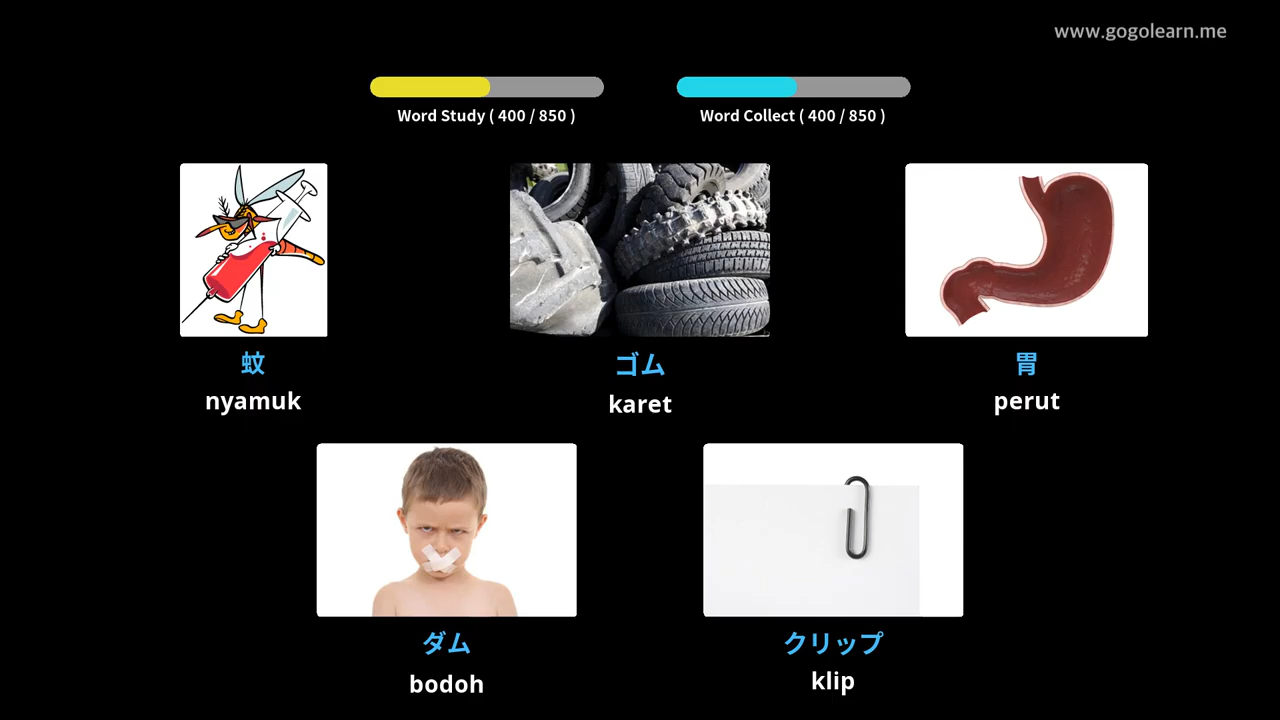 www.gogolearn.me
Word Study ( 400 / 850 )
Word Collect ( 400 / 850 )
蚊
nyamuk
ゴム
karet
胃
perut
ダム
bodoh
クリップ
klip